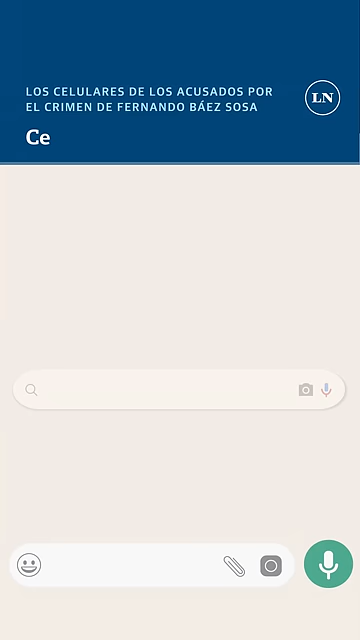 LOS CELULARES DE LOS ACUSADOS POR
EL CRIMEN DE FERNANDO BÁEZ SOSA
LN
Ce